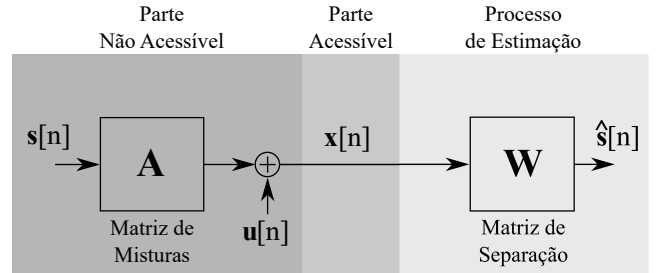 Parte
Não Acessível
Parte
Acessível
Processo
de Estimação
s[n]
A
u[n]
x[n]
W
ŝ[n]
Matriz de
Misturas
Matriz de
Separação